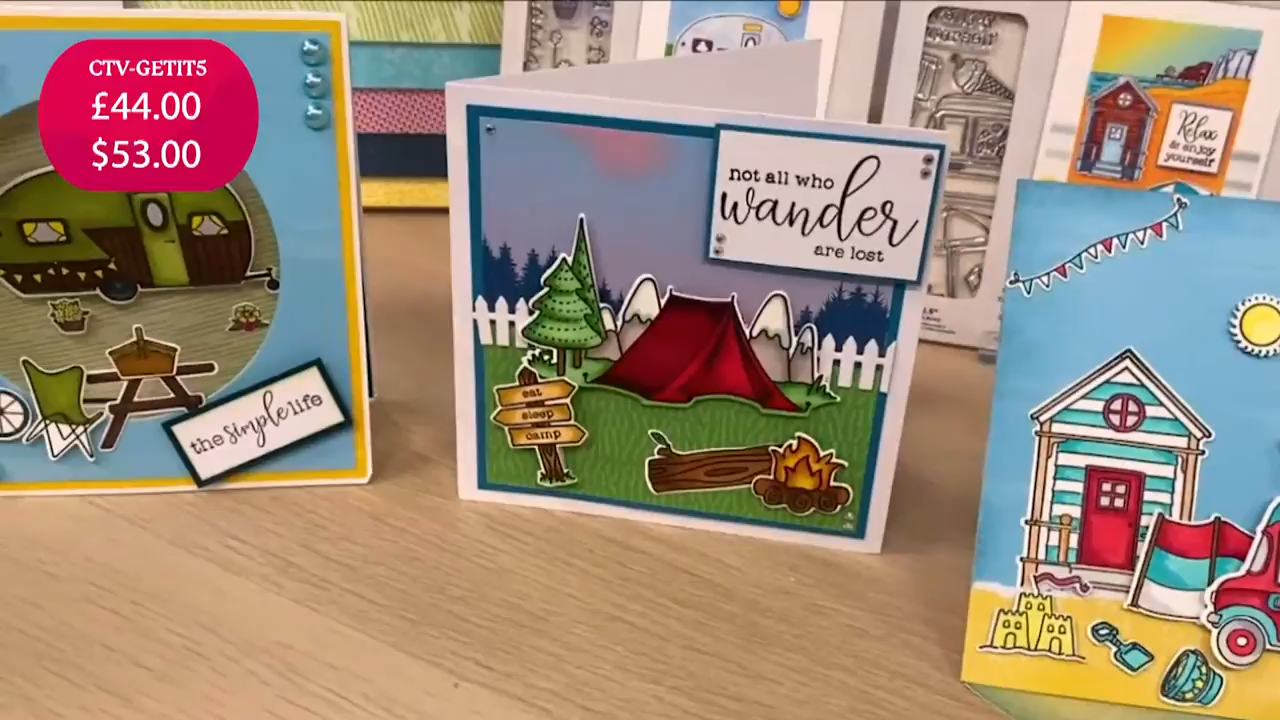 CTV-GETIT5
£44.00
$53.00
the simple life
not all who
wander
are lost
eat
sleep
camp
Relax
& enjoy
yourself